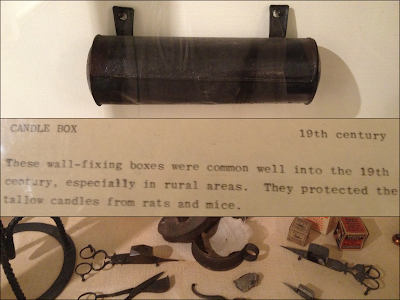 CANDLE BOX
19th century
These wall-fixing boxes were common well into the 19th
century, especially in rural areas. They protected the
tallow candles from rats and mice.